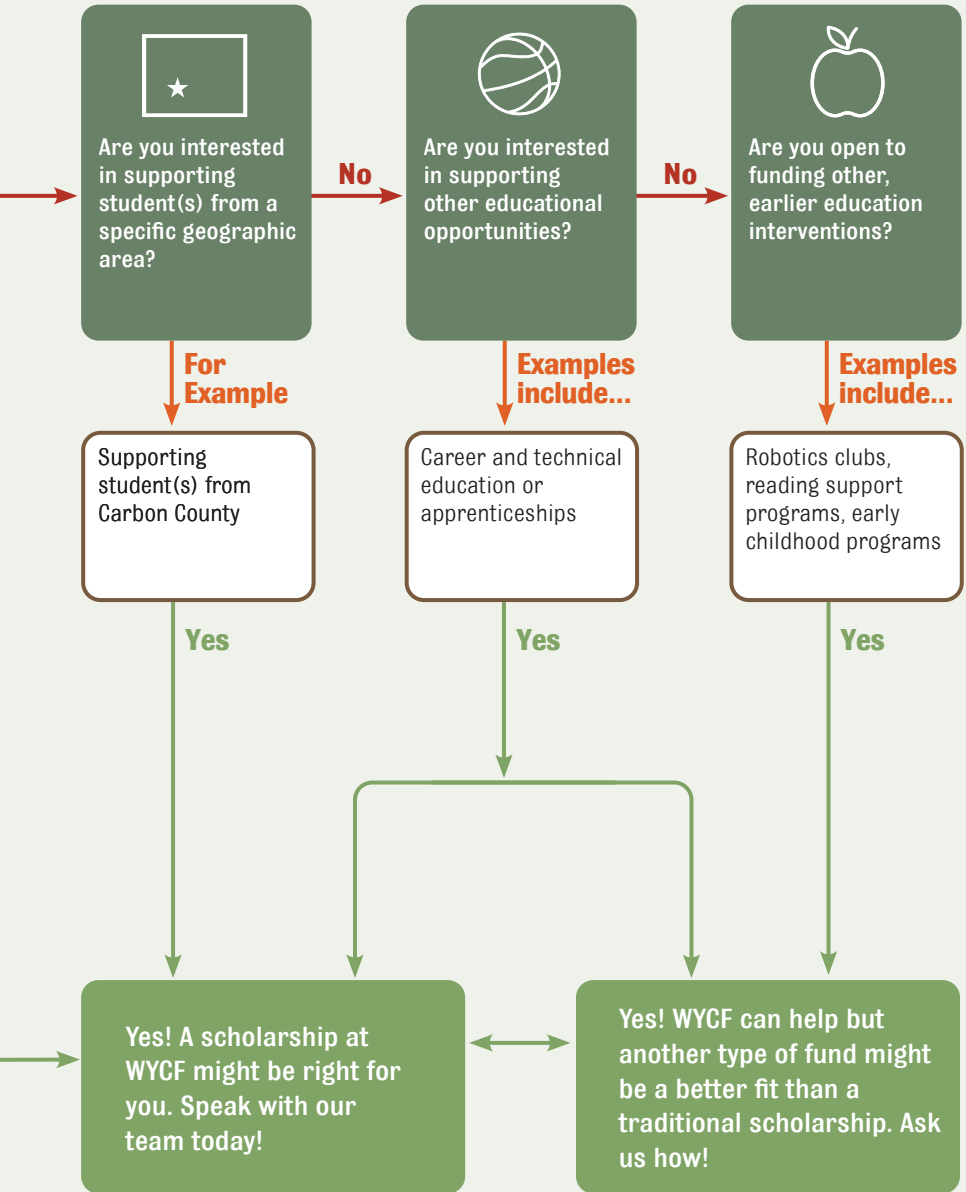 Are you interested
in supporting
student(s) from a
specific geographic
area?
No
Are you interested
in supporting
other educational
opportunities?
No
Are you open to
funding other,
earlier education
interventions?
For
Example
Examples
include...
Examples
include...
Supporting
student(s) from
Carbon County
Career and technical
education or
apprenticeships
Robotics clubs,
reading support
programs, early
childhood programs
Yes
Yes
Yes
Yes! A scholarship at
WYCF might be right for
you. Speak with our
team today!
Yes! WYCF can help but
another type of fund might
be a better fit than a
traditional scholarship. Ask
us how!